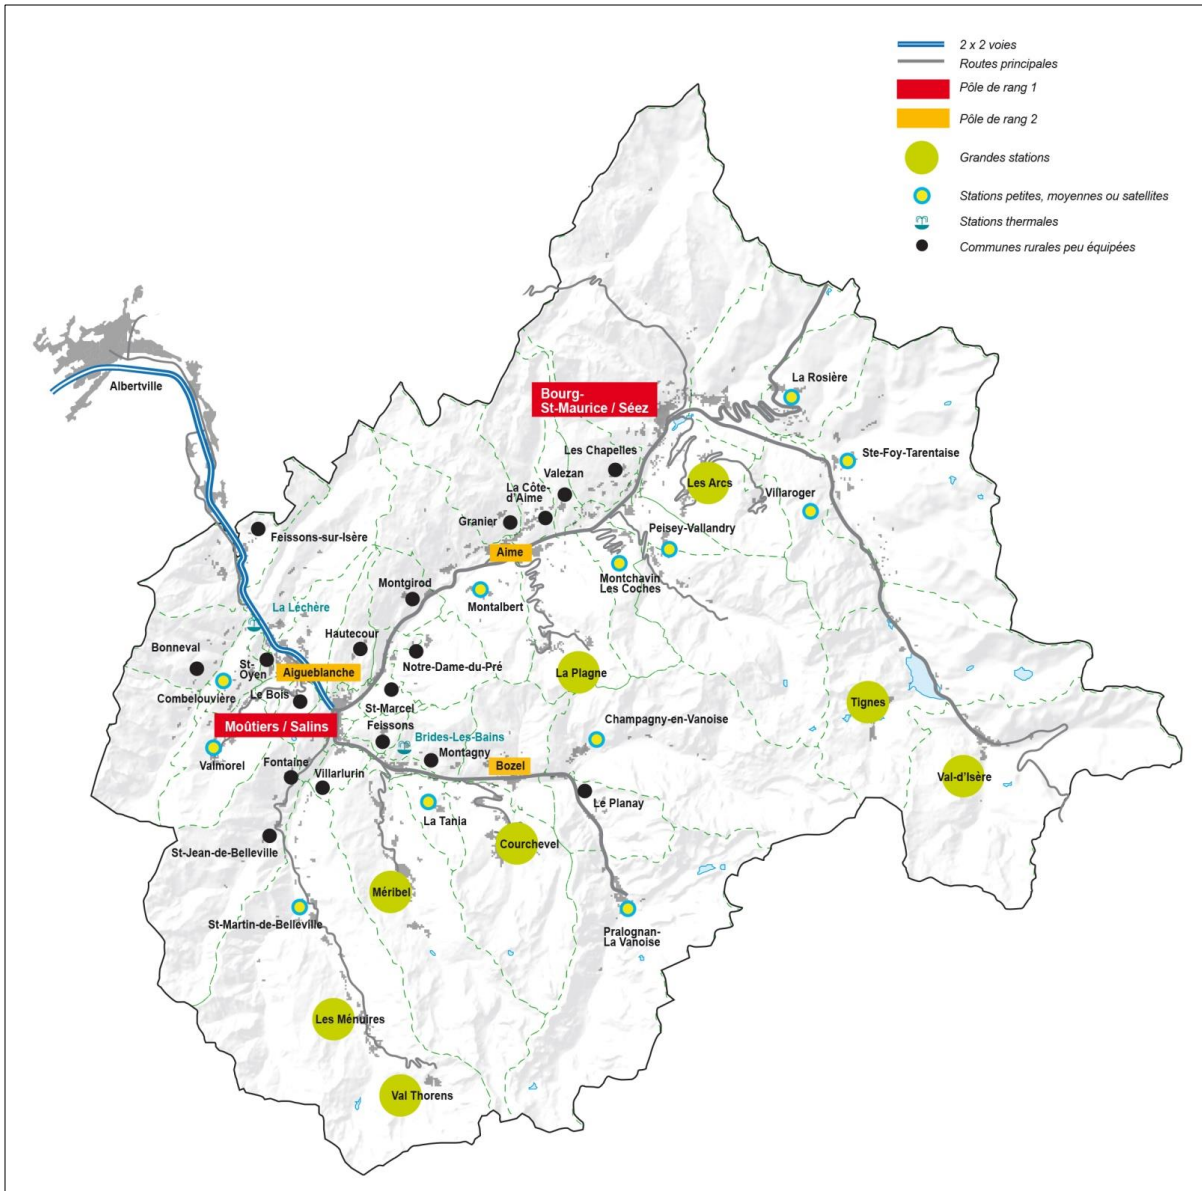 2 x 2 voies
Routes principales
Pôle de rang 1
Pôle de rang 2
Grandes stations
Stations petites, moyennes ou satellites
Stations thermales
Communes rurales peu équipées
Albertville
La Rosière
Bourg-
St-Maurice / Séez
Les Chapelles
Ste-Foy-Tarentaise
Valezan
Les Arcs
La Côte-
d'Aime
Villaroger
Granier
Peisey-Vallandry
Feissons-sur-Isère
Aime
Montchavin
Les Coches
Montgirod
Montalbert
La Léchère
Hautecour
Bonneval
St-
Oyen
Notre-Dame-du-Pré
Aigueblanche
La Plagne
Combelouvière
Le Bois
St-Marcel
Tignes
Moûtiers / Salins
Feissons
Champagny-en-Vanoise
Brides-Les-Bains
Montagny
Valmorel
Fontaine
Bozel
Villarlurin
Val-d'Isère
Le Planay
La Tania
Courchevel
St-Jean-de-Belleville
Méribel
St-Martin-de-Belleville
Pralognan-
La Vanoise
Les Ménuires
Val Thorens